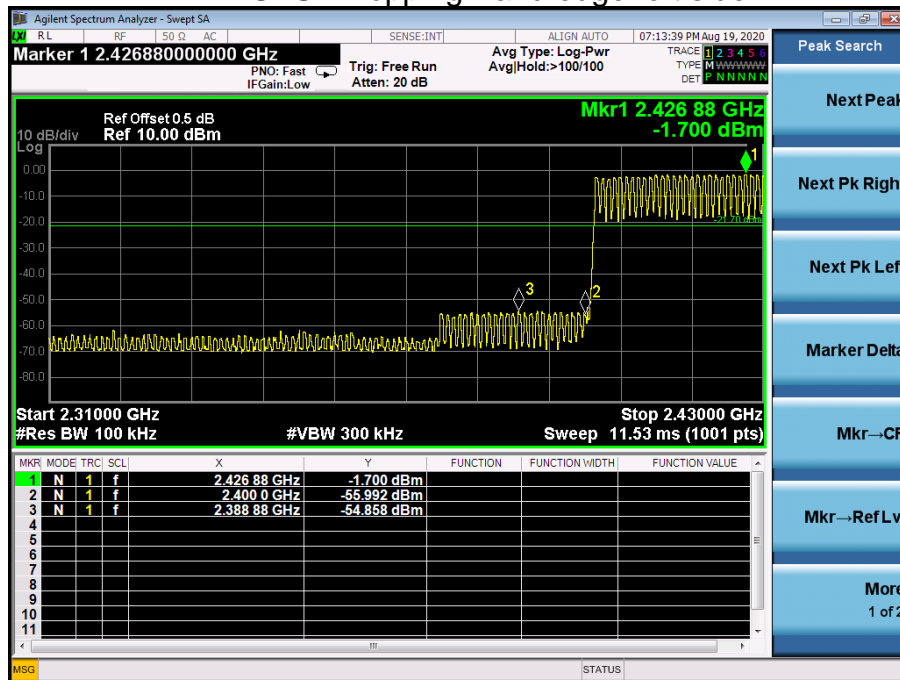 Agilent Spectrum Analyzer - Swept SA
LXI RL RF 50 Ω AC SENSE:INT ALIGN AUTO 07:13:39 PM Aug 19, 2020
Marker 1 2.426880000000 GHz
PNO: Fast
IFGain:Low
Trig: Free Run
Atten: 20 dB
Avg Type: Log-Pwr
Avg|Hold:>100/100
TRACE 1 2 3 4 5 6
TYPE M WWWWW
DET P N N N N N
Peak Search
Next Peak
Next Pk Righ
Next Pk Lef
Marker Delta
Mkr→CF
Mkr→Ref Lv
More
1 of 2
Mkr1 2.426 88 GHz
-1.700 dBm
Ref Offset 0.5 dB
10 dB/div Ref 10.00 dBm
Log
0.00
-10.0
-20.0
-30.0
-40.0
-50.0
-60.0
-70.0
-80.0
1
-21.70 dBm
3
2
Start 2.31000 GHz Stop 2.43000 GHz
#Res BW 100 kHz #VBW 300 kHz Sweep 11.53 ms (1001 pts)
MKR MODE TRC SCL X Y FUNCTION FUNCTION WIDTH FUNCTION VALUE
1 N 1 f 2.426 88 GHz -1.700 dBm
2 N 1 f 2.400 0 GHz -55.992 dBm
3 N 1 f 2.388 88 GHz -54.858 dBm
4
5
6
7
8
9
10
11
MSG STATUS